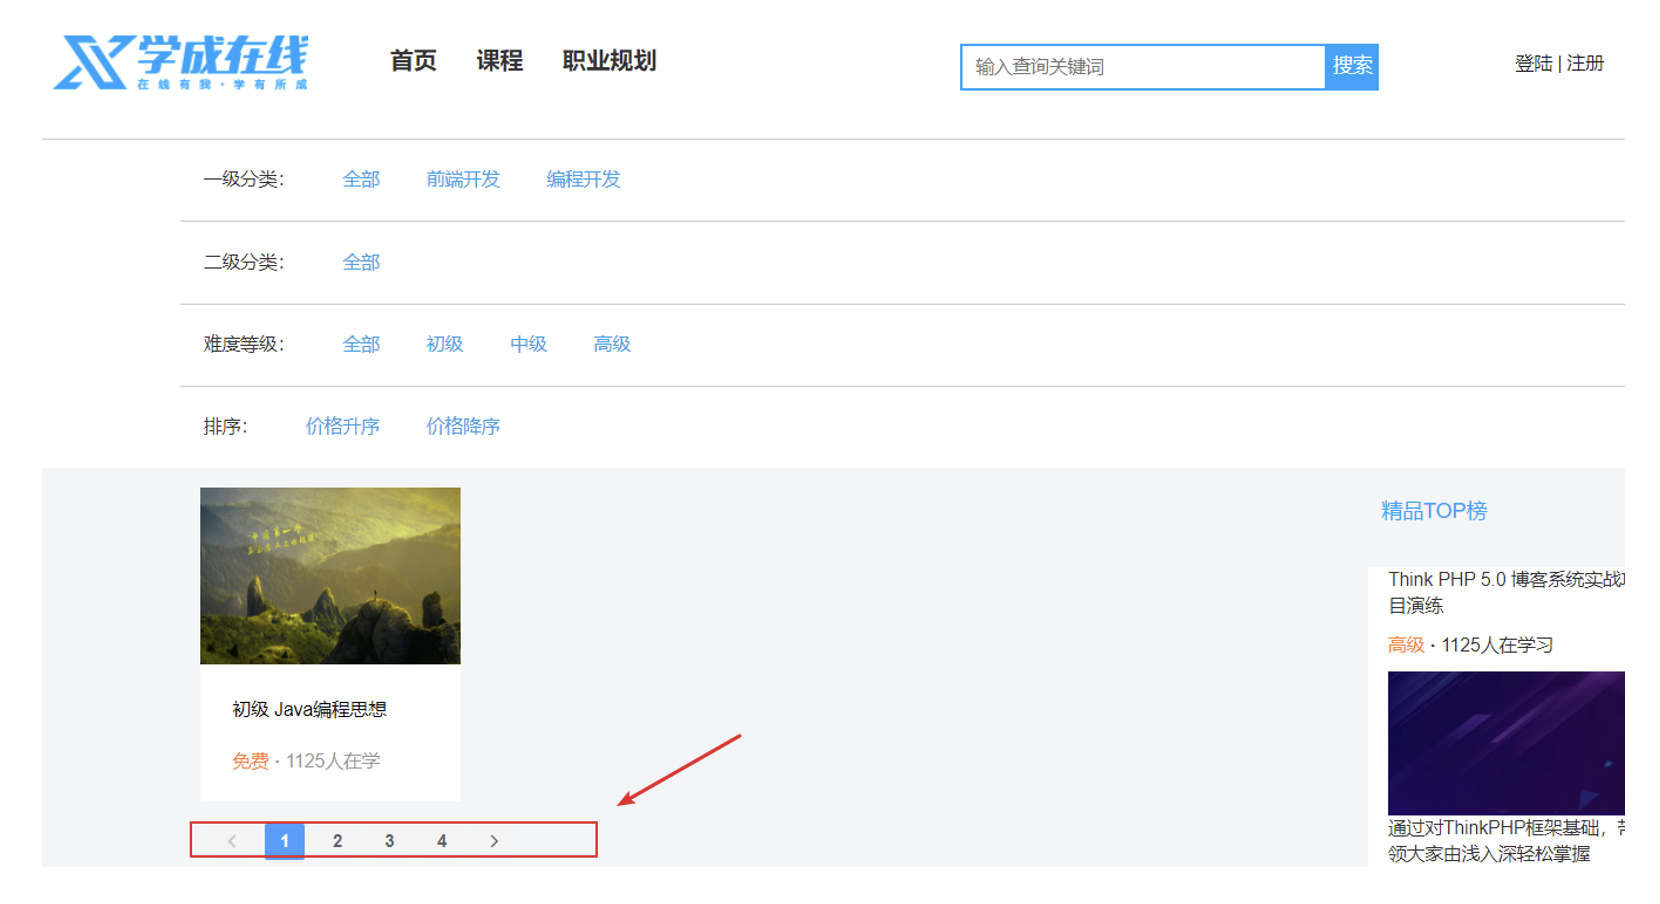 学成在线
在线有我·学有所成
首页 课程 职业规划
输入查询关键词 搜索
登陆 | 注册
一级分类： 全部 前端开发 编程开发
二级分类： 全部
难度等级： 全部 初级 中级 高级
排序： 价格升序 价格降序
初级 Java编程思想
免费 · 1125人在学
1 2 3 4
精品TOP榜
Think PHP 5.0 博客系统实战
目演练
高级 · 1125人在学习
通过对ThinkPHP框架基础，
领大家由浅入深轻松掌握